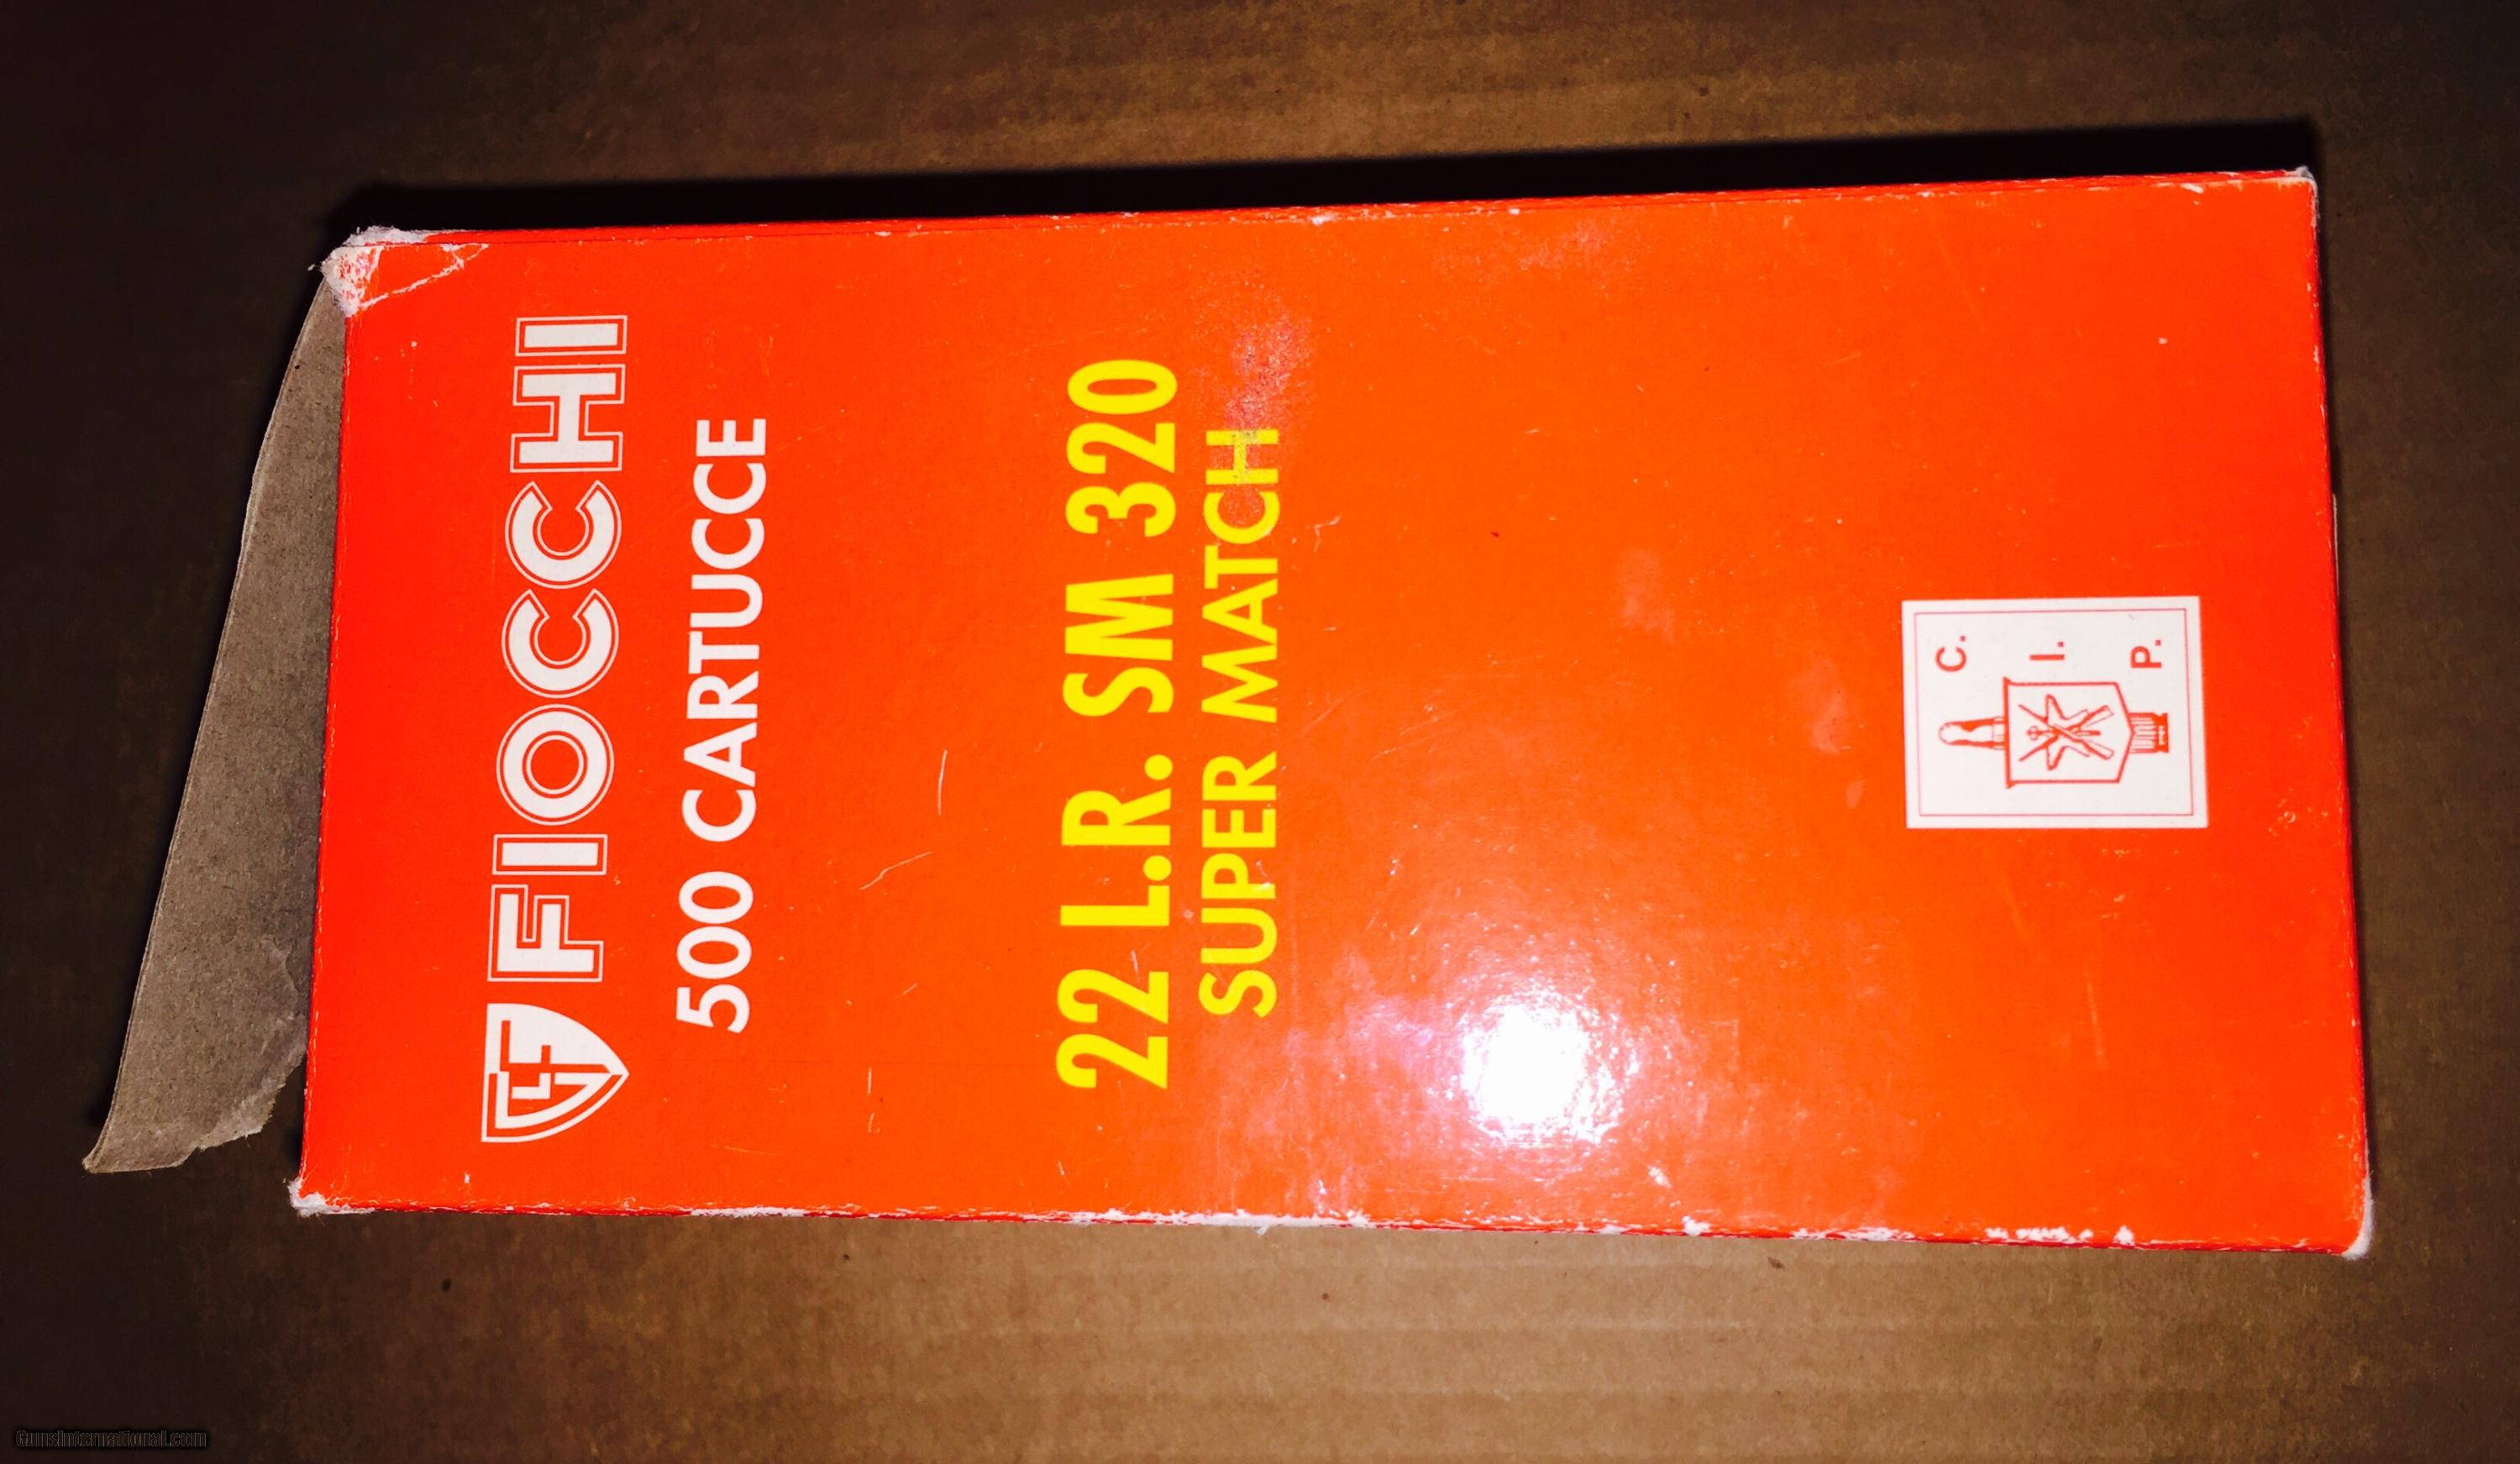 FIOCCHI
500 CARTUCCE
22 L.R. SM 320
SUPER MATCH
C.
I.
P.
GunsInternational.com